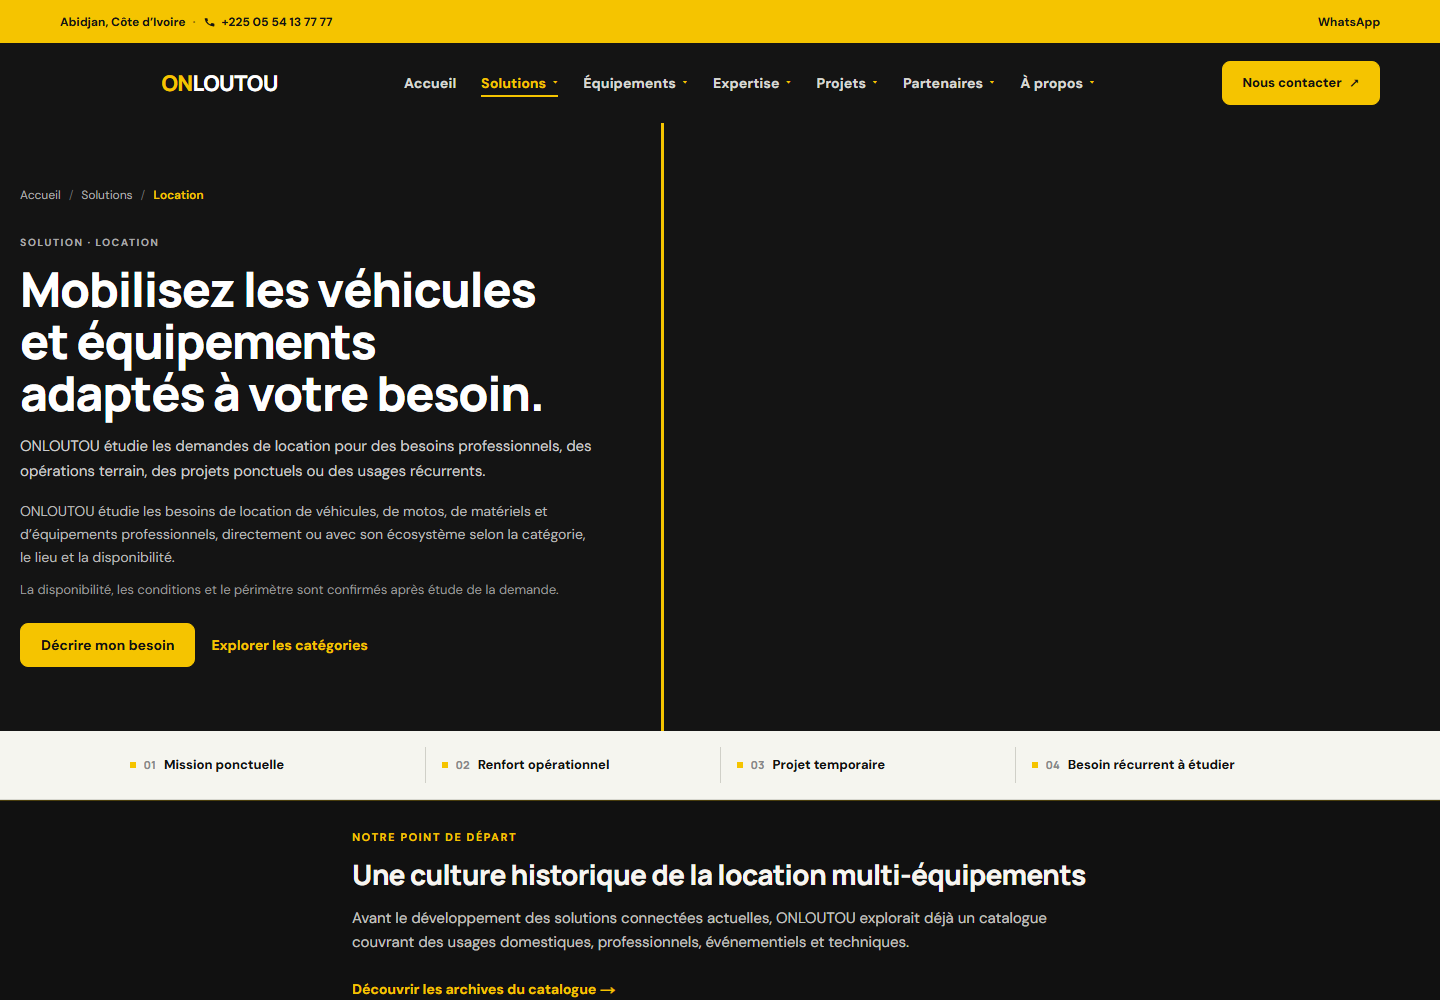 Abidjan, Côte d’Ivoire · +225 05 54 13 77 77
WhatsApp
ONLOUTOU
Accueil Solutions Équipements Expertise Projets Partenaires À propos
Nous contacter ↗
Accueil / Solutions / Location
SOLUTION · LOCATION
Mobilisez les véhicules
et équipements
adaptés à votre besoin.
ONLOUTOU étudie les demandes de location pour des besoins professionnels, des
opérations terrain, des projets ponctuels ou des usages récurrents.
ONLOUTOU étudie les besoins de location de véhicules, de motos, de matériels et
d’équipements professionnels, directement ou avec son écosystème selon la catégorie,
le lieu et la disponibilité.
La disponibilité, les conditions et le périmètre sont confirmés après étude de la demande.
Décrire mon besoin
Explorer les catégories
01 Mission ponctuelle
02 Renfort opérationnel
03 Projet temporaire
04 Besoin récurrent à étudier
NOTRE POINT DE DÉPART
Une culture historique de la location multi-équipements
Avant le développement des solutions connectées actuelles, ONLOUTOU explorait déjà un catalogue
couvrant des usages domestiques, professionnels, événementiels et techniques.
Découvrir les archives du catalogue →